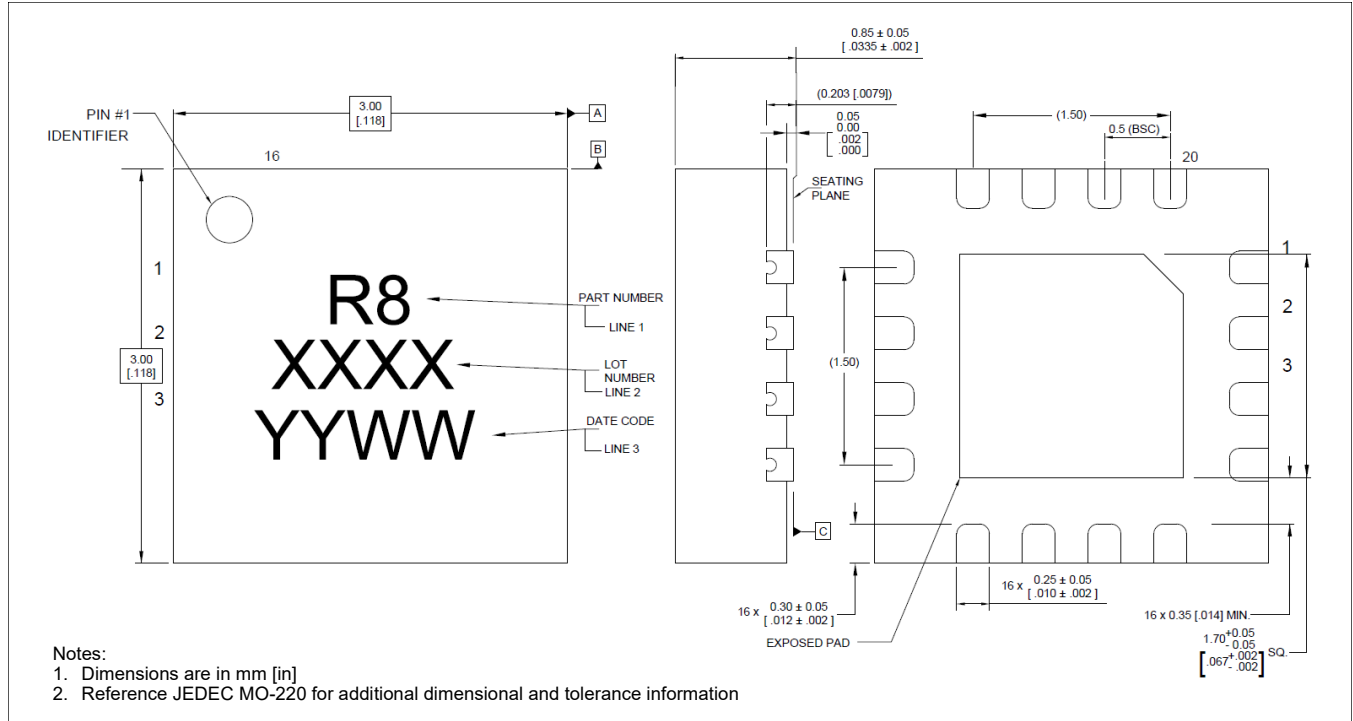 PIN #1
IDENTIFIER
3.00
[.118]
A
B
16
1
2
3
3.00
[.118]
R8
XXXX
YYWW
PART NUMBER
LINE 1
LOT
NUMBER
LINE 2
DATE CODE
LINE 3
0.85 ± 0.05
[ .0335 ± .002 ]
(0.203 [.0079])
0.05
0.00
[ .002
.000 ]
SEATING
PLANE
C
(1.50)
0.5 (BSC)
20
1
2
3
(1.50)
16 x 0.30 ± 0.05
[ .012 ± .002 ]
16 x 0.25 ± 0.05
[ .010 ± .002 ]
EXPOSED PAD
16 x 0.35 [.014] MIN.
1.70 +0.05
- 0.05
[ .067 +.002
- .002 ] SQ.
Notes:
1. Dimensions are in mm [in]
2. Reference JEDEC MO-220 for additional dimensional and tolerance information